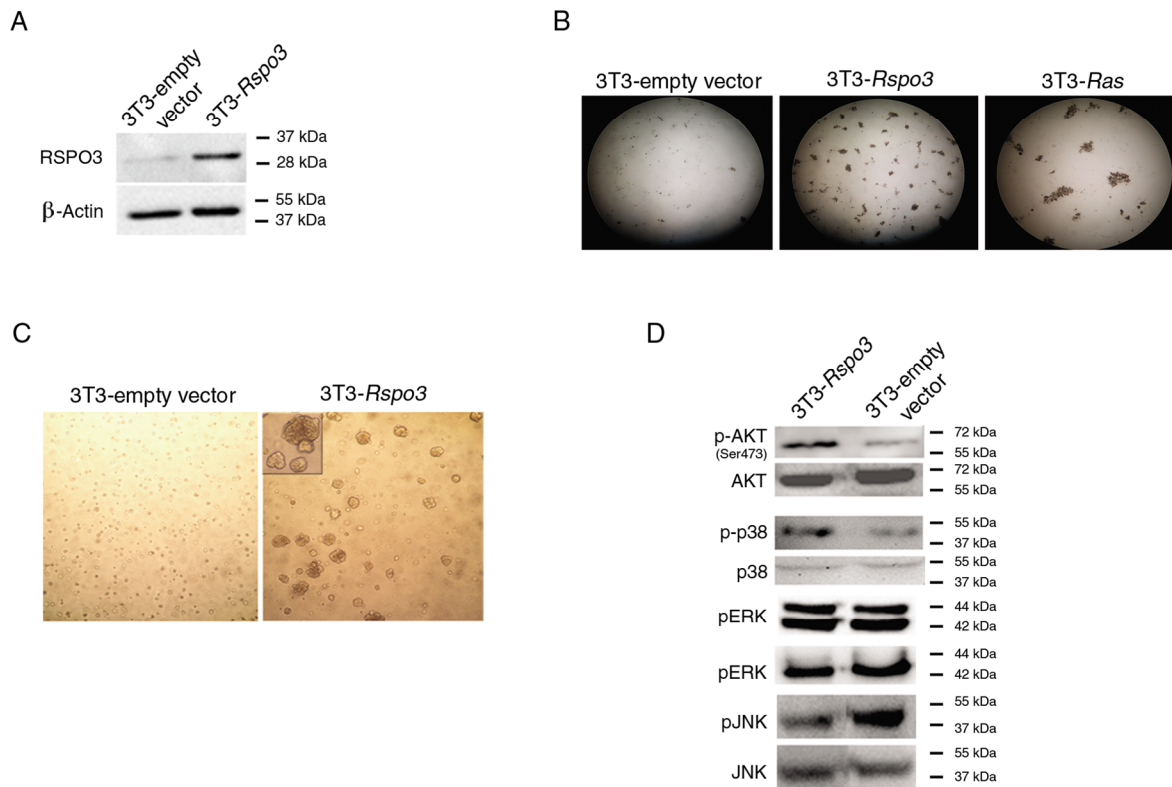 A
3T3-empty vector
3T3-Rspo3
RSPO3
37 kDa
28 kDa
β-Actin
55 kDa
37 kDa
B
3T3-empty vector
3T3-Rspo3
3T3-Ras
C
3T3-empty vector
3T3-Rspo3
D
3T3-Rspo3
3T3-empty vector
p-AKT
(Ser473)
72 kDa
55 kDa
AKT
72 kDa
55 kDa
p-p38
55 kDa
37 kDa
p38
55 kDa
37 kDa
pERK
44 kDa
42 kDa
pERK
44 kDa
42 kDa
pJNK
55 kDa
37 kDa
JNK
55 kDa
37 kDa